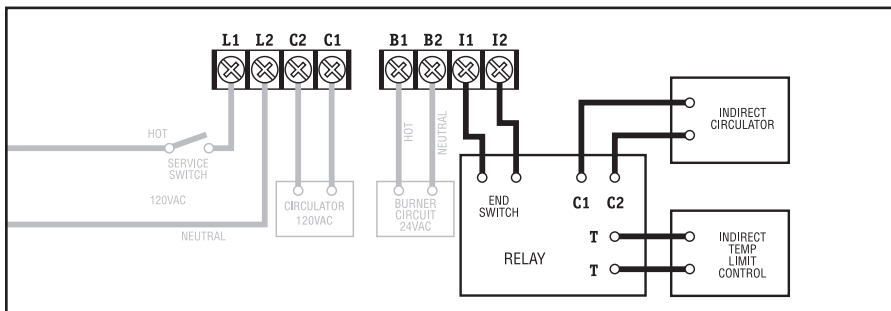 L1 L2 C2 C1 B1 B2 I1 I2
HOT
SERVICE
SWITCH
120VAC
NEUTRAL
CIRCULATOR
120VAC
HOT
NEUTRAL
BURNER
CIRCUIT
24VAC
END
SWITCH
C1 C2
RELAY
T
T
INDIRECT
CIRCULATOR
INDIRECT
TEMP
LIMIT
CONTROL